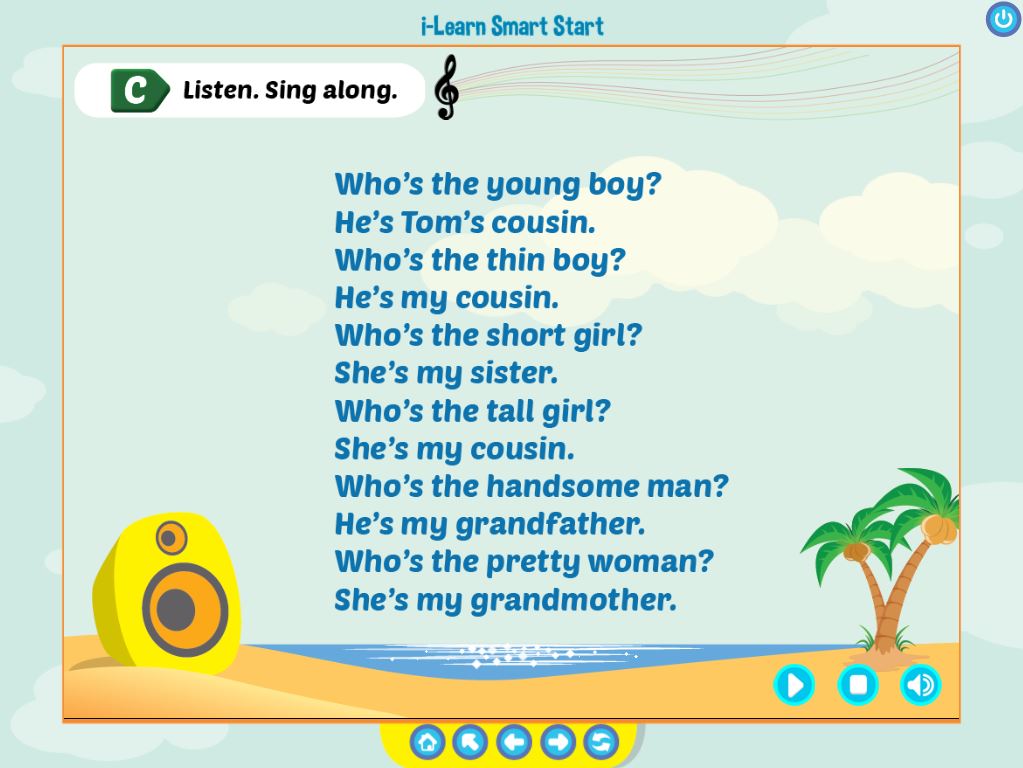 i-Learn Smart Start
C Listen. Sing along.
Who's the young boy?
He's Tom's cousin.
Who's the thin boy?
He's my cousin.
Who's the short girl?
She's my sister.
Who's the tall girl?
She's my cousin.
Who's the handsome man?
He's my grandfather.
Who's the pretty woman?
She's my grandmother.